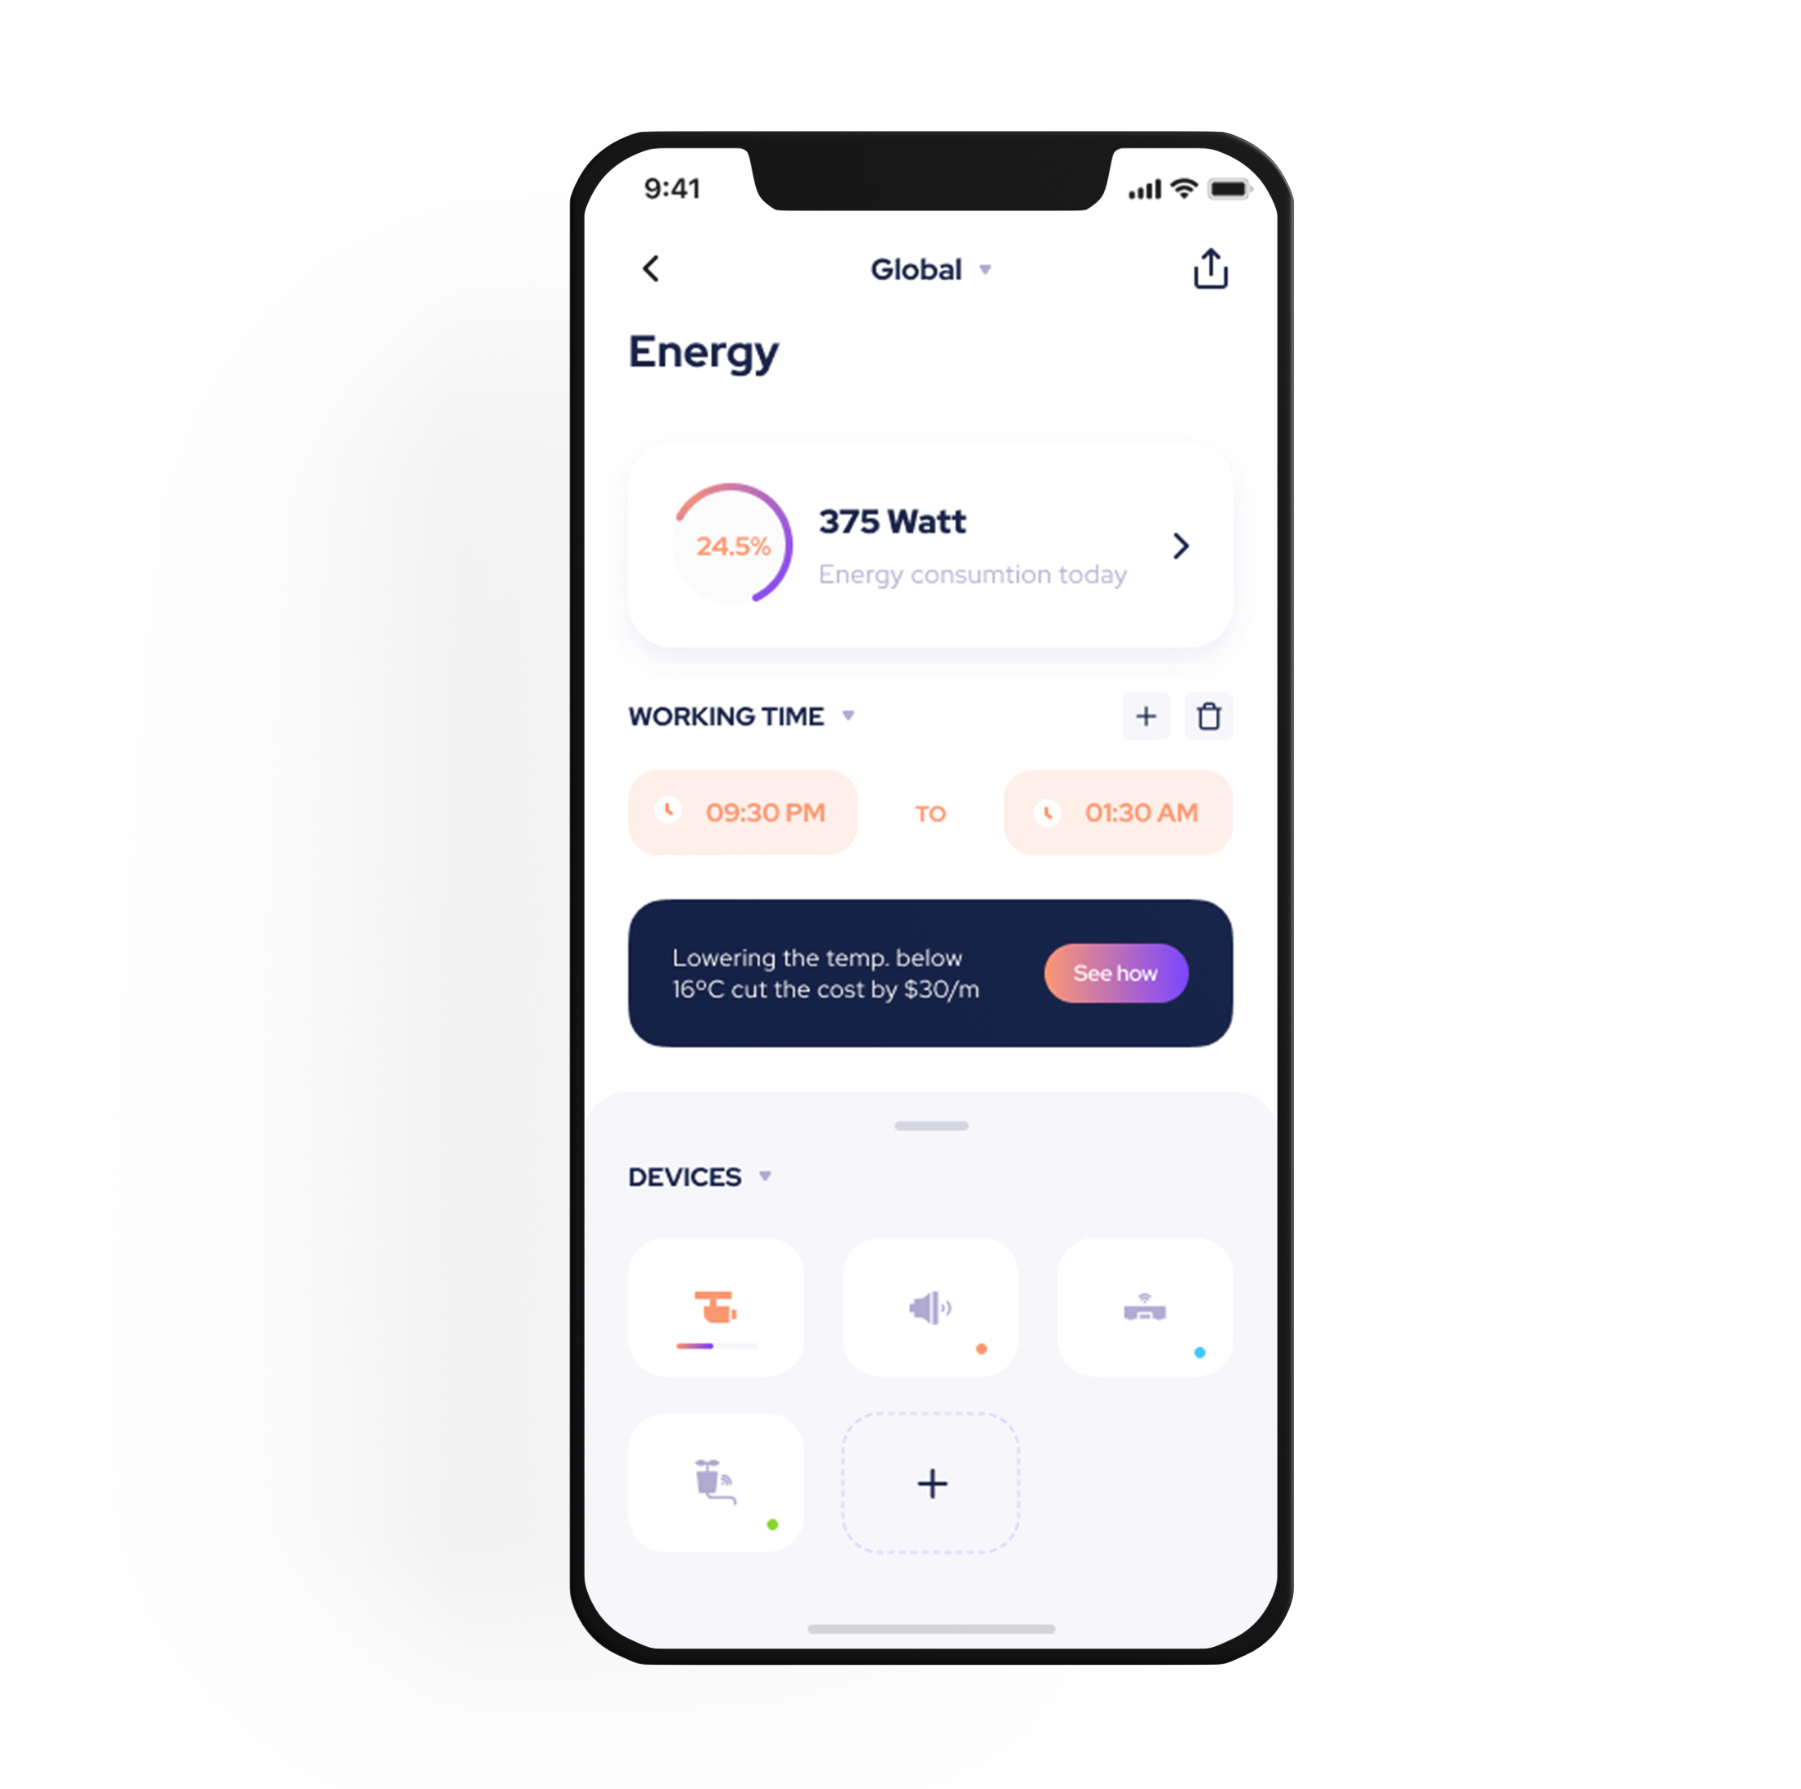 9:41
Global
Energy
24.5%
375 Watt
Energy consumtion today
WORKING TIME
09:30 PM
TO
01:30 AM
Lowering the temp. below
16°C cut the cost by $30/m
See how
DEVICES